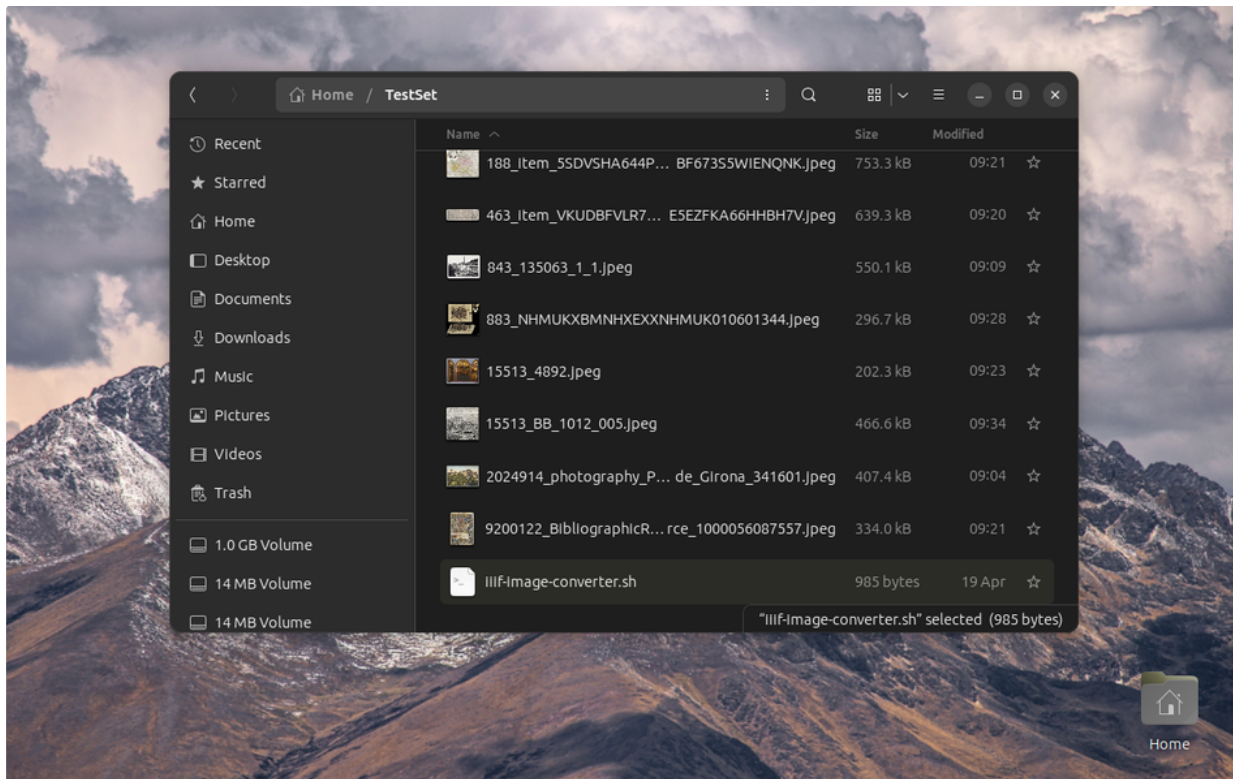 Home / TestSet
Recent
Starred
Home
Desktop
Documents
Downloads
Music
Pictures
Videos
Trash
1.0 GB Volume
14 MB Volume
14 MB Volume
Name Size Modified
188_Item_5SDVSHA644P... BF673S5WIENQNK.jpeg 753.3 kB 09:21
463_Item_VKUDBFVLR7... E5EZFKA66HHBH7V.jpeg 639.3 kB 09:20
843_135063_1_1.jpeg 550.1 kB 09:09
883_NHMUKXBMNHXEXXNHMUK010601344.jpeg 296.7 kB 09:28
15513_4892.jpeg 202.3 kB 09:23
15513_BB_1012_005.jpeg 466.6 kB 09:34
2024914_photography_P... de_Girona_341601.jpeg 407.4 kB 09:04
9200122_BibliographicR... rce_1000056087557.jpeg 334.0 kB 09:21
iiif-image-converter.sh 985 bytes 19 Apr
"iiif-image-converter.sh" selected (985 bytes)
Home